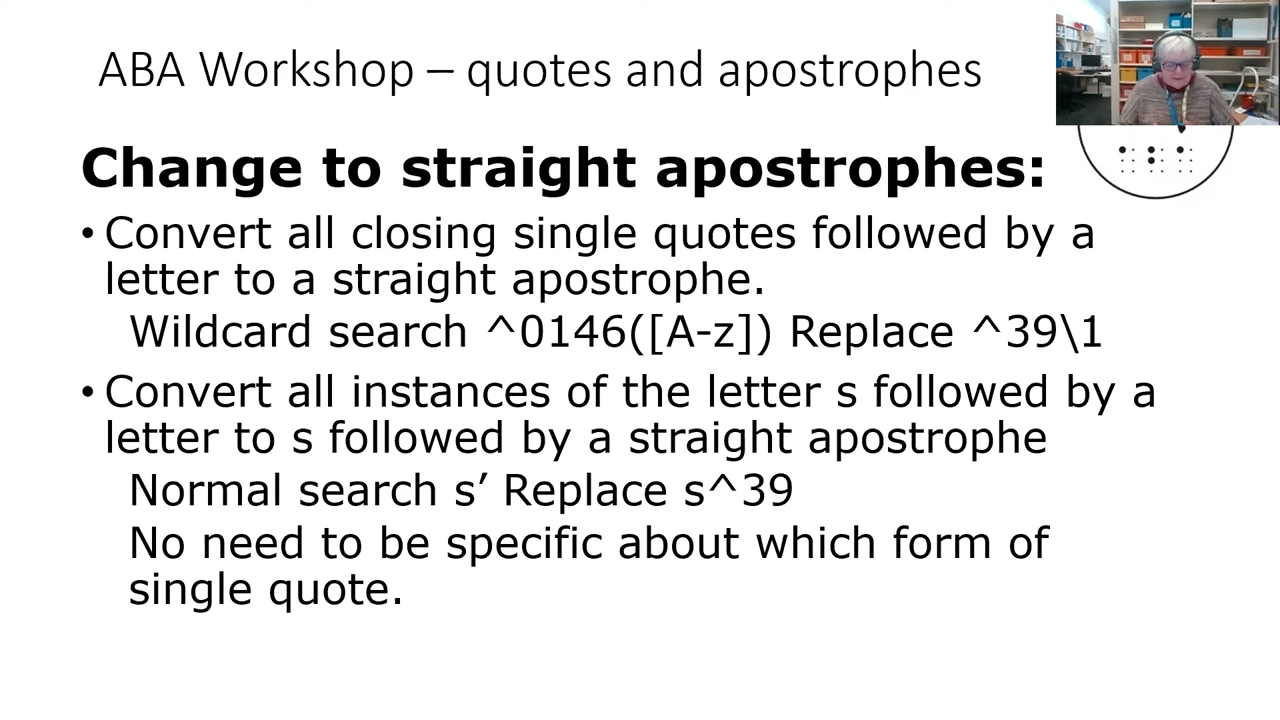 ABA Workshop – quotes and apostrophes
Change to straight apostrophes:
• Convert all closing single quotes followed by a
letter to a straight apostrophe.
Wildcard search ^0146([A-z]) Replace ^39\1
• Convert all instances of the letter s followed by a
letter to s followed by a straight apostrophe
Normal search s’ Replace s^39
No need to be specific about which form of
single quote.